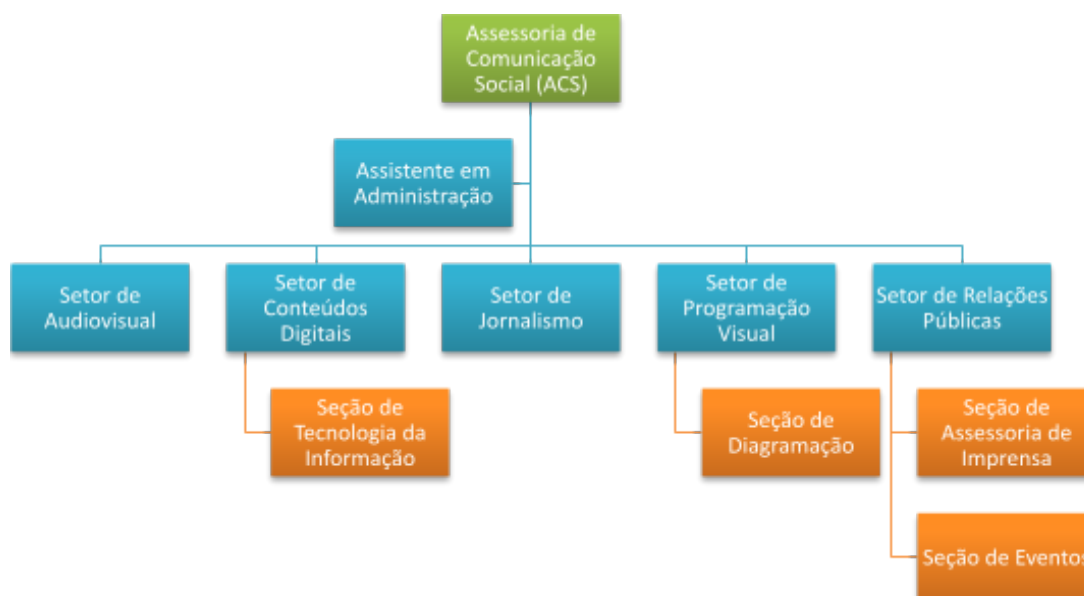 Assessoria de
Comunicação
Social (ACS)
Assistente em
Administração
Setor de
Audiovisual
Setor de
Conteúdos
Digitais
Setor de
Jornalismo
Setor de
Programação
Visual
Setor de Relações
Públicas
Seção de
Tecnologia da
Informação
Seção de
Diagramação
Seção de
Assessoria de
Imprensa
Seção de Eventos